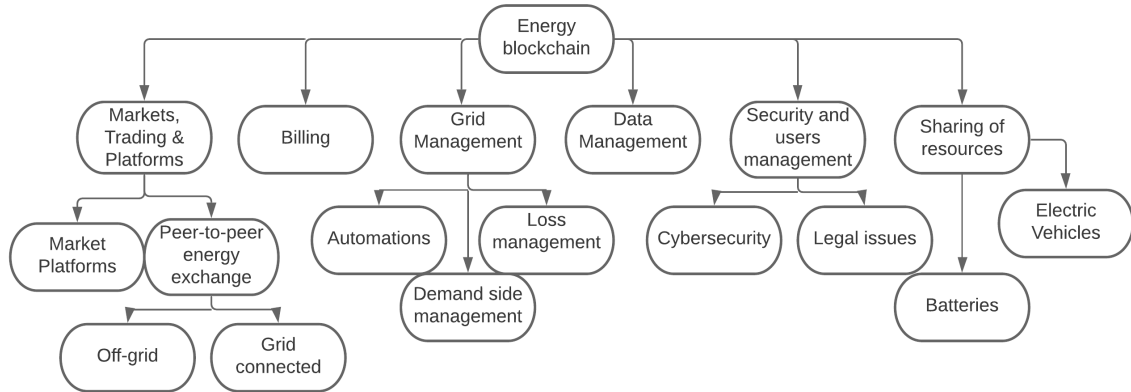 Energy
blockchain
Markets,
Trading &
Platforms
Billing
Grid
Management
Data
Management
Security and
users
management
Sharing of
resources
Market
Platforms
Peer-to-peer
energy
exchange
Automations
Loss
management
Cybersecurity
Legal issues
Electric
Vehicles
Demand side
management
Batteries
Off-grid
Grid
connected